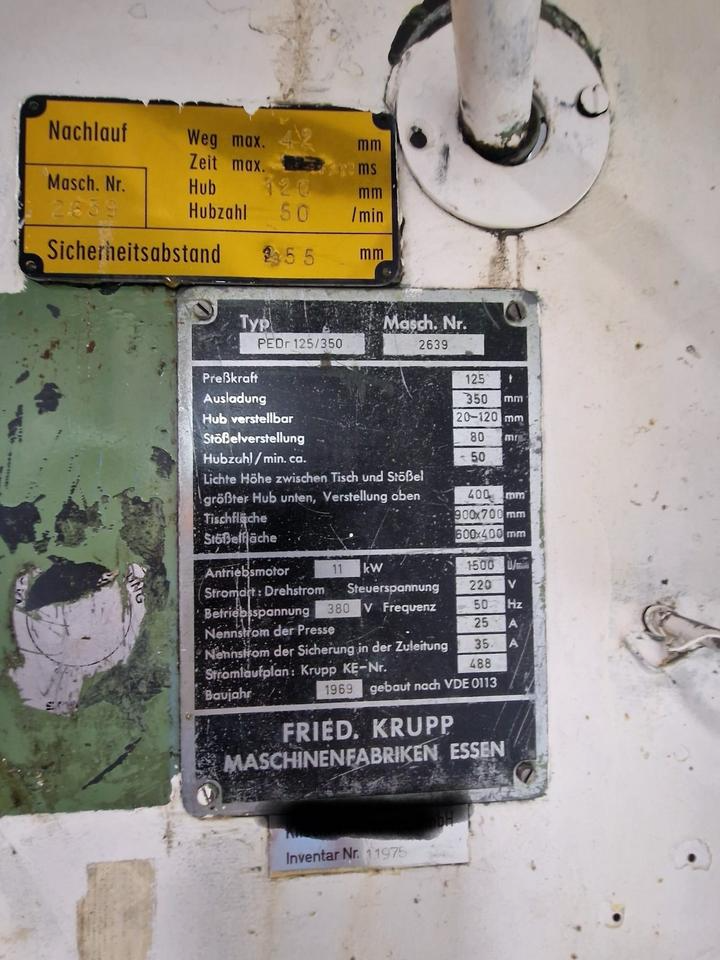 Nachlauf
Weg max. 42 mm
Zeit max. ms
Masch. Nr.
2639
Hub 120 mm
Hubzahl 50 /min
Sicherheitsabstand 55 mm
Typ Masch. Nr.
PEDr 125/350 2639
Preßkraft 125 t
Ausladung 350 mm
Hub verstellbar 20-120 mm
Stößelverstellung 80 mm
Hubzahl/min. ca. 50
Lichte Höhe zwischen Tisch und Stößel
größter Hub unten, Verstellung oben 400 mm
Tischfläche 900x700 mm
Stößelfläche 600x400 mm
Antriebsmotor 11 kW 1500 U/min
Stromart: Drehstrom Steuerspannung 220 V
Betriebsspannung 380 V Frequenz 50 Hz
Nennstrom der Presse 25 A
Nennstrom der Sicherung in der Zuleitung 35 A
Stromlaufplan: Krupp KE-Nr. 488
Baujahr 1969 gebaut nach VDE 0113
FRIED. KRUPP
MASCHINENFABRIKEN ESSEN
Inventar Nr. 11975